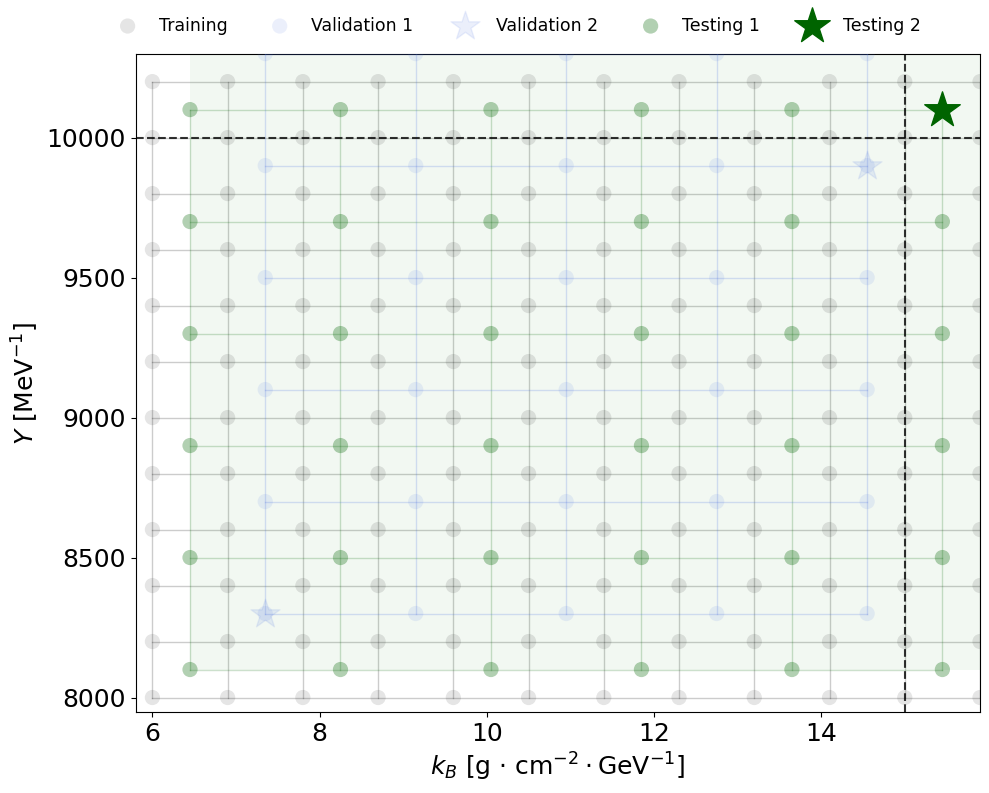 Training Validation 1 Validation 2 Testing 1 Testing 2
10000
9500
9000
8500
8000
Y [MeV⁻¹]
6 8 10 12 14
k_B [g · cm⁻² · GeV⁻¹]